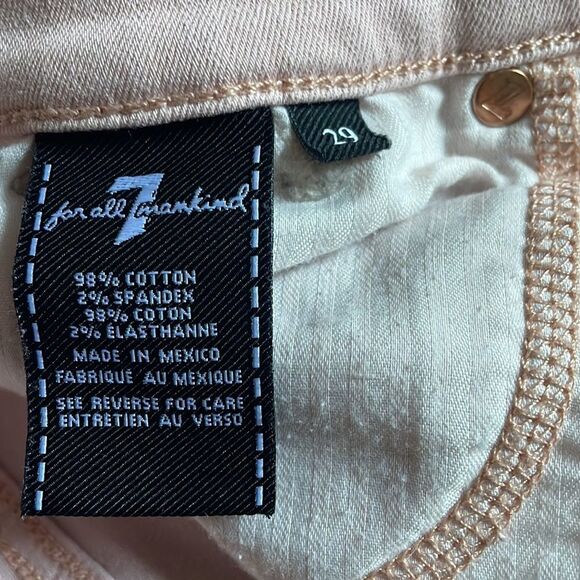 for all 7 mankind
29
98% COTTON
2% SPANDEX
98% COTON
2% ÉLASTHANNE
MADE IN MEXICO
FABRIQUÉ AU MEXIQUE
SEE REVERSE FOR CARE
ENTRETIEN AU VERSO